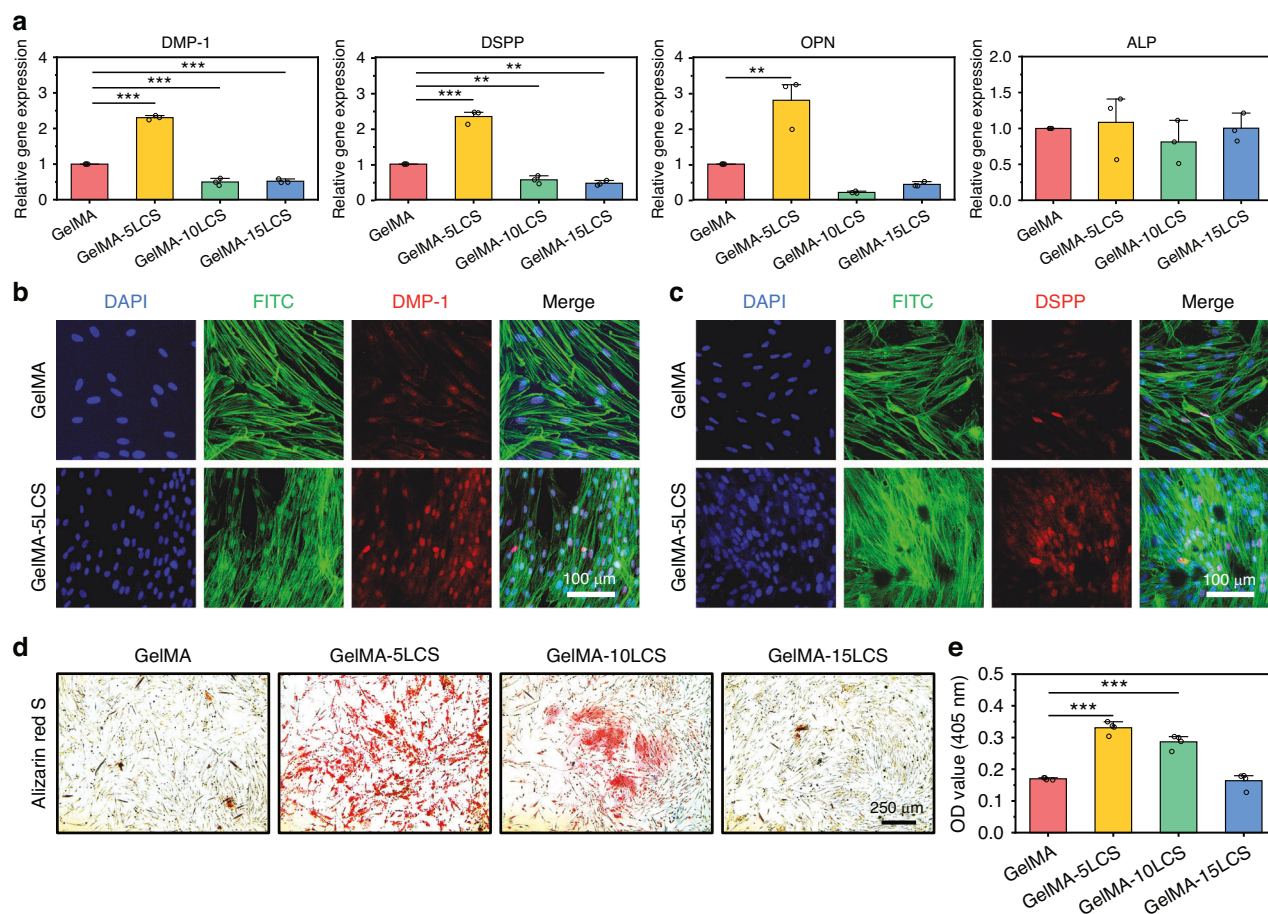 a
DMP-1
DSPP
OPN
ALP
Relative gene expression
4
3
2
1
0
***
***
***
GelMA
GelMA-5LCS
GelMA-10LCS
GelMA-15LCS
Relative gene expression
4
3
2
1
0
**
**
***
GelMA
GelMA-5LCS
GelMA-10LCS
GelMA-15LCS
Relative gene expression
4
3
2
1
0
**
GelMA
GelMA-5LCS
GelMA-10LCS
GelMA-15LCS
Relative gene expression
2.0
1.5
1.0
0.5
0.0
GelMA
GelMA-5LCS
GelMA-10LCS
GelMA-15LCS
b
DAPI FITC DMP-1 Merge
GelMA
GelMA-5LCS
100 μm
c
DAPI FITC DSPP Merge
GelMA
GelMA-5LCS
100 μm
d
GelMA GelMA-5LCS GelMA-10LCS GelMA-15LCS
Alizarin red S
250 μm
e
OD value (405 nm)
0.5
0.4
0.3
0.2
0.1
0.0
***
***
GelMA
GelMA-5LCS
GelMA-10LCS
GelMA-15LCS